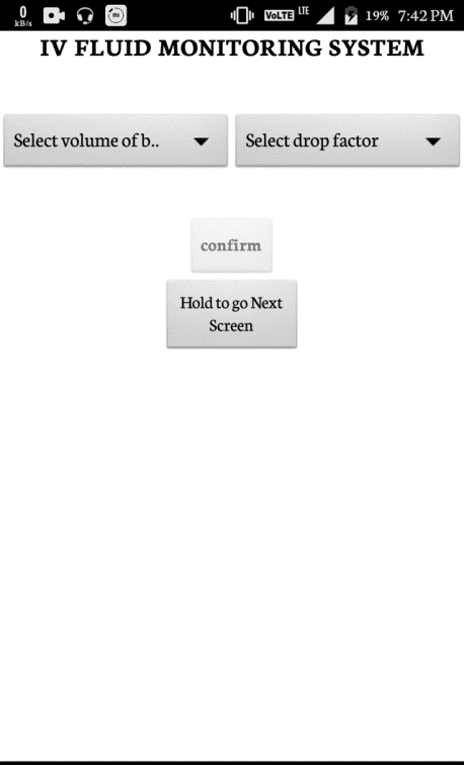 0
kB/s
VoLTE LTE 19% 7:42 PM
IV FLUID MONITORING SYSTEM
Select volume of b.. Select drop factor
confirm
Hold to go Next
Screen